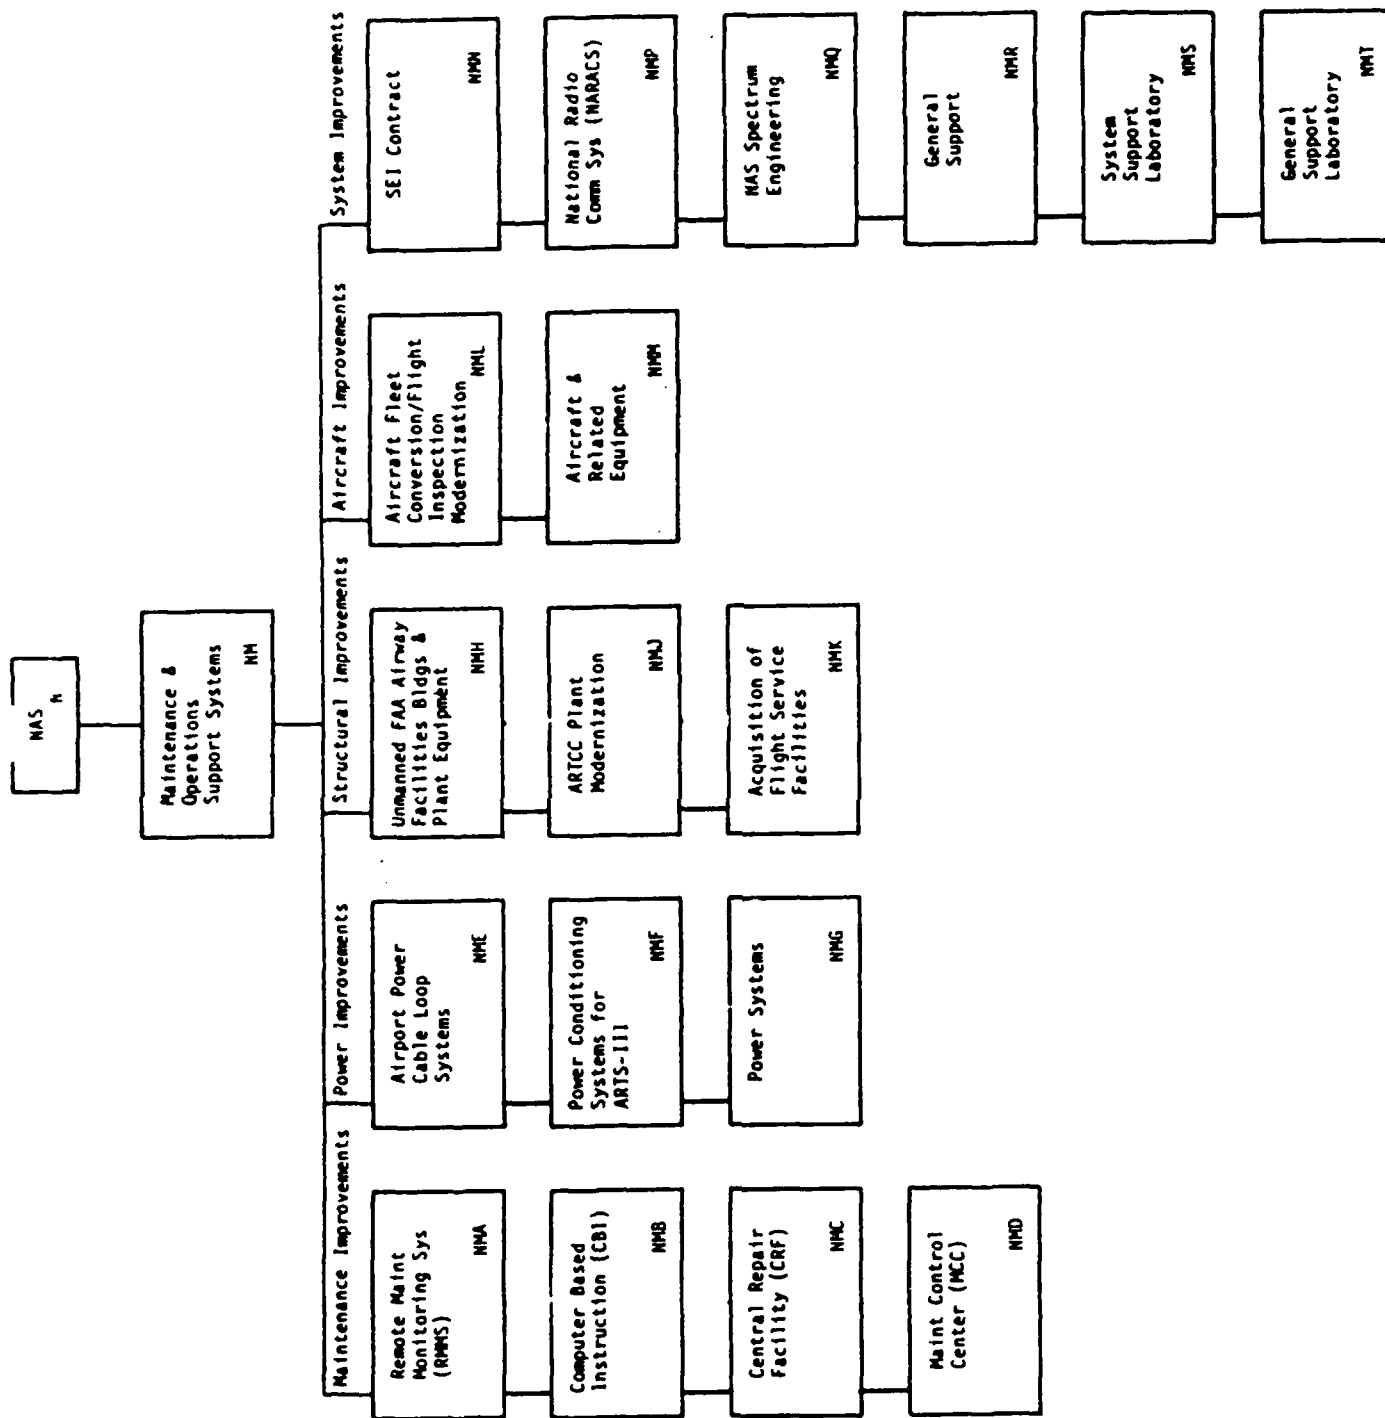 NAS
N
Maintenance &
Operations
Support Systems
NM
Maintenance Improvements
Remote Maint
Monitoring Sys
(RMMS)
NMA
Computer Based
Instruction (CBI)
NMB
Central Repair
Facility (CRF)
NMC
Maint Control
Center (MCC)
NMD
Power Improvements
Airport Power
Cable Loop
Systems
NME
Power Conditioning
Systems for
ARTS-III
NMF
Power Systems
NMG
Structural Improvements
Unmanned FAA Airway
Facilities Bldgs &
Plant Equipment
NMH
ARTCC Plant
Modernization
NMJ
Acquisition of
Flight Service
Facilities
NMK
Aircraft Improvements
Aircraft Fleet
Conversion/Flight
Inspection
Modernization
NML
Aircraft &
Related
Equipment
NMM
System Improvements
SEI Contract
NMN
National Radio
Comm Sys (NARACS)
NMP
NAS Spectrum
Engineering
NMQ
General
Support
NMR
System
Support
Laboratory
NMS
General
Support
Laboratory
NMT